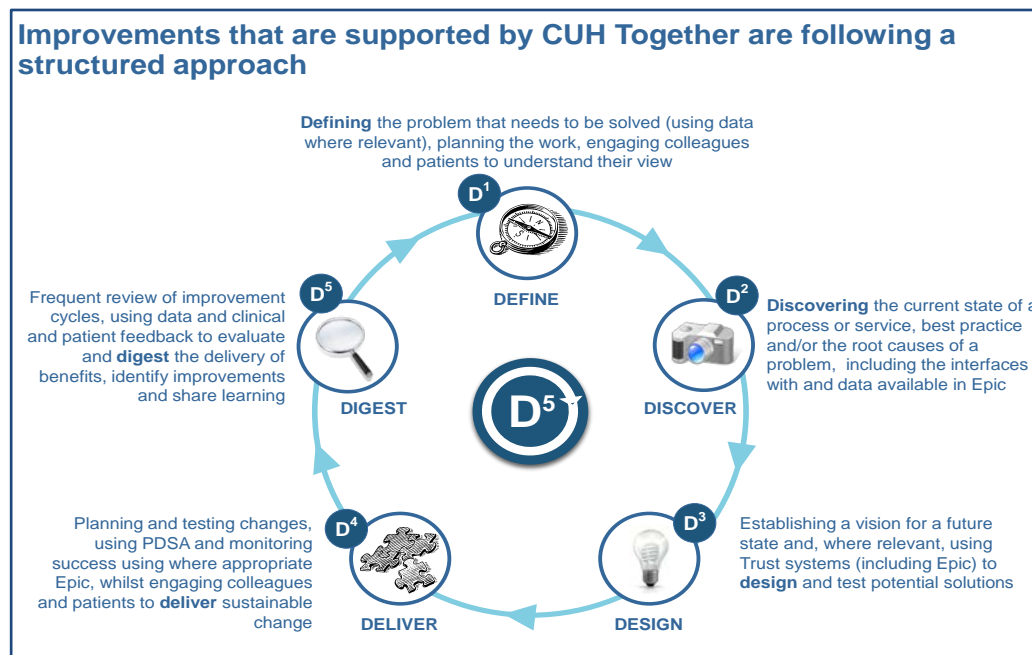 Improvements that are supported by CUH Together are following a
structured approach
Defining the problem that needs to be solved (using data
where relevant), planning the work, engaging colleagues
and patients to understand their view
D1
DEFINE
D2
Discovering the current state of a
process or service, best practice
and/or the root causes of a
problem, including the interfaces
with and data available in Epic
DISCOVER
D3
Establishing a vision for a future
state and, where relevant, using
Trust systems (including Epic) to
design and test potential solutions
DESIGN
D4
Planning and testing changes,
using PDSA and monitoring
success using where appropriate
Epic, whilst engaging colleagues
and patients to deliver sustainable
change
DELIVER
D5
Frequent review of improvement
cycles, using data and clinical
and patient feedback to evaluate
and digest the delivery of
benefits, identify improvements
and share learning
DIGEST
D5